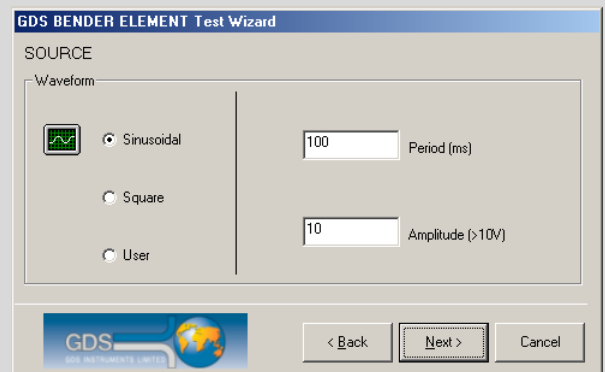 GDS BENDER ELEMENT Test Wizard
SOURCE
Waveform
Sinusoidal
100
Period (ms)
Square
10
Amplitude (>10V)
User
GDS
GDS INSTRUMENTS LIMITED
< Back
Next >
Cancel